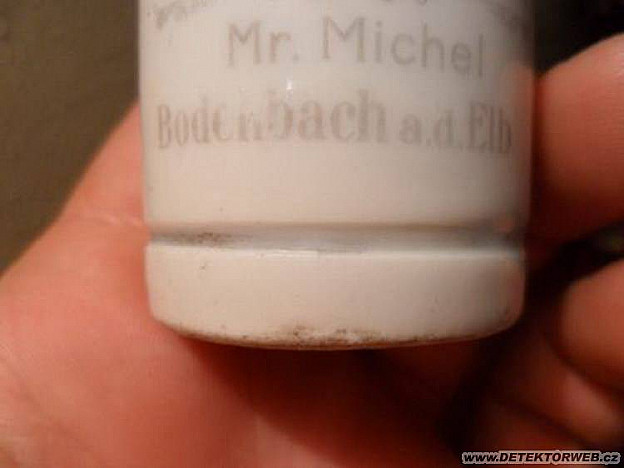 Mr. Michel
Bodenbach a.d. Elb
www.DETEKTORWEB.cz